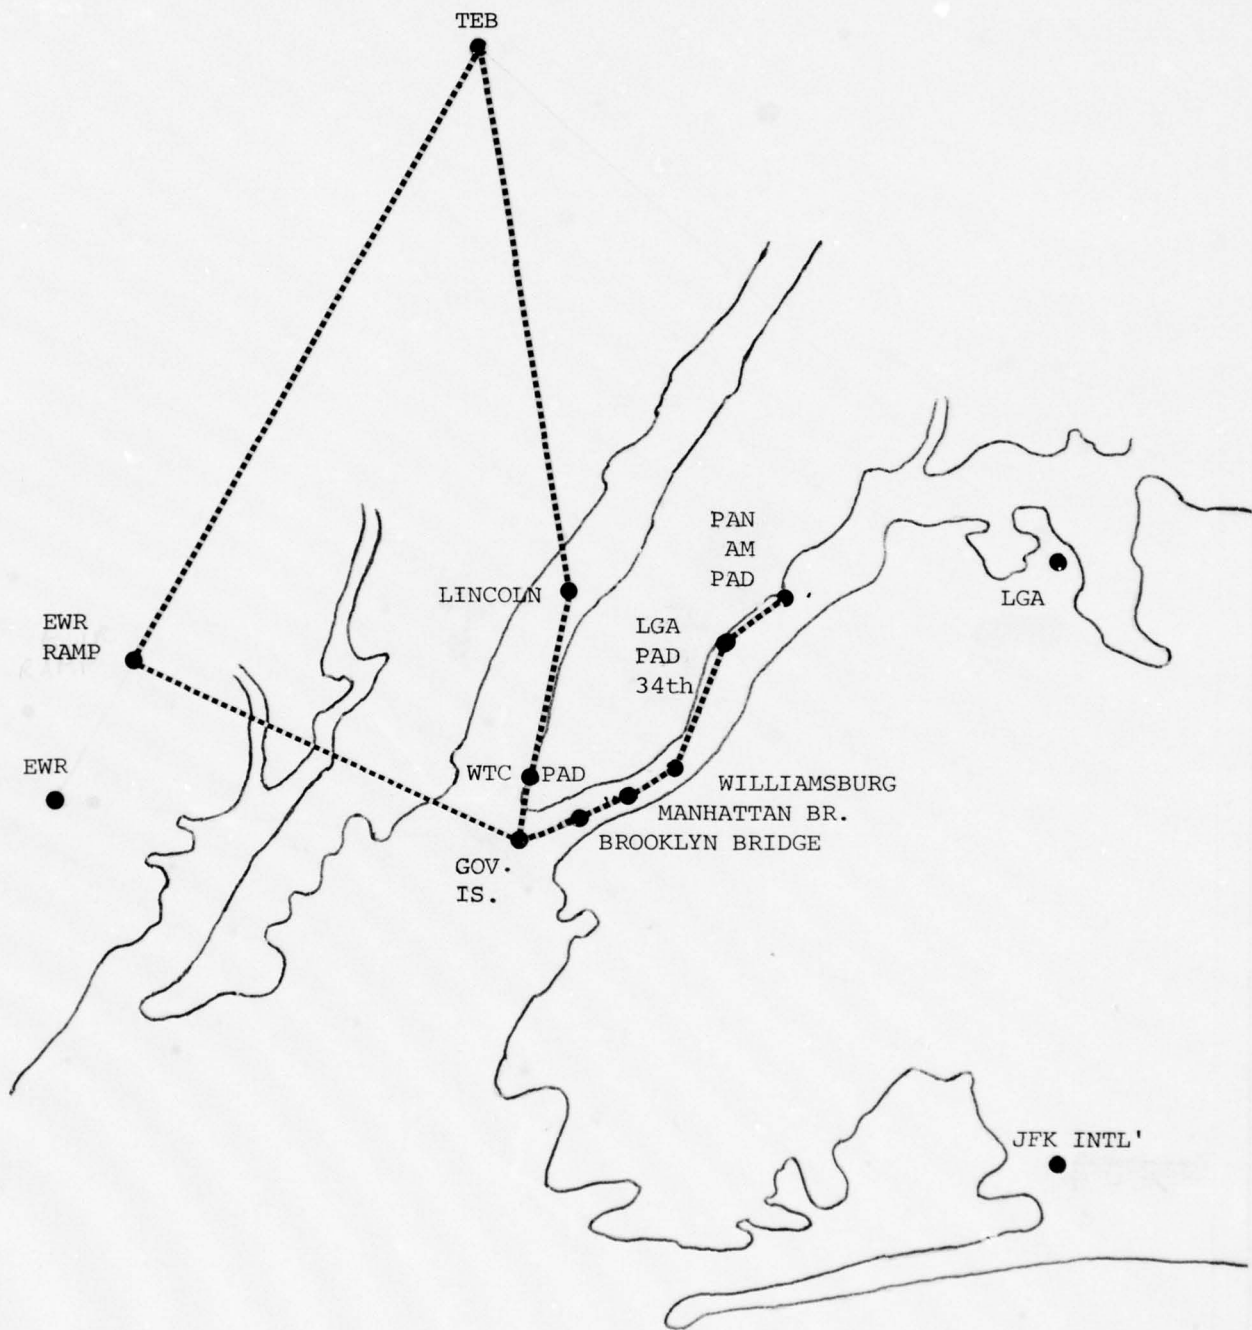 TEB
PAN
AM
PAD
LINCOLN
LGA
EWR
RAMP
LGA
PAD
34th
EWR
WTC PAD
WILLIAMSBURG
MANHATTAN BR.
BROOKLYN BRIDGE
GOV.
IS.
JFK INTL'